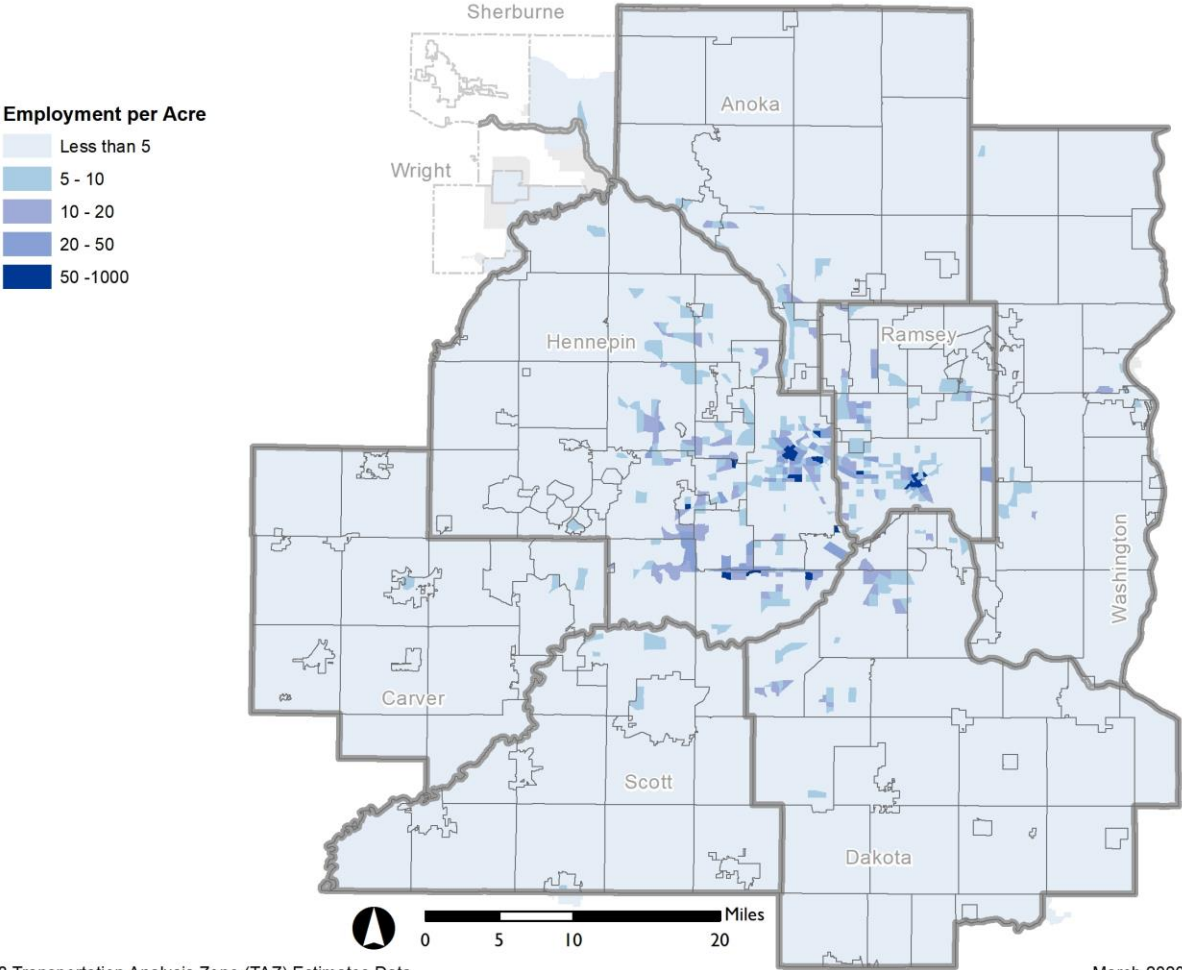 Sherburne
Employment per Acre
Less than 5
5 - 10
10 - 20
20 - 50
50 -1000
Anoka
Wright
Hennepin
Ramsey
Washington
Carver
Scott
Dakota
Miles
0 5 10 20
Transportation Analysis Zone (TAZ) Estimates Data
March